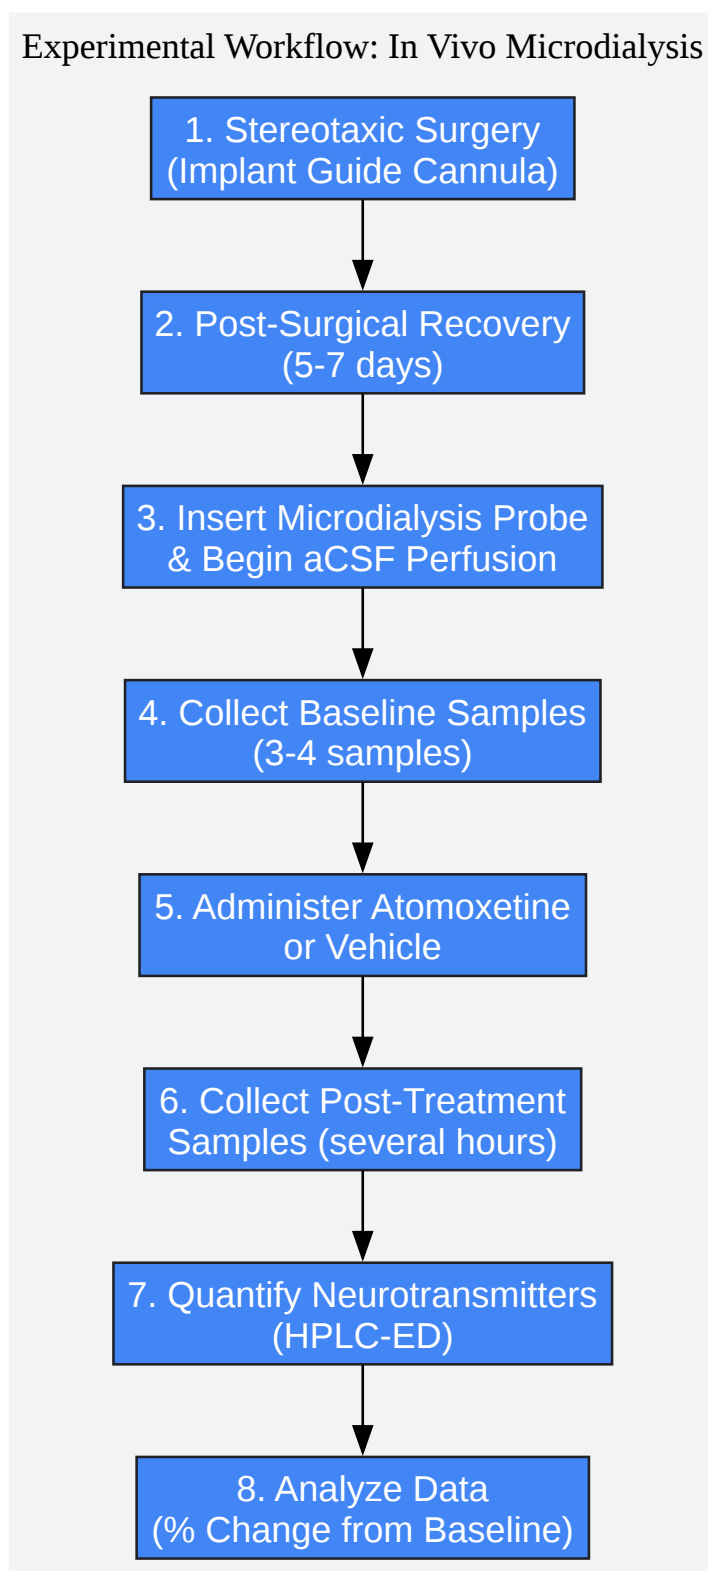 Experimental Workflow: In Vivo Microdialysis
1. Stereotaxic Surgery
(Implant Guide Cannula)
2. Post-Surgical Recovery
(5-7 days)
3. Insert Microdialysis Probe
& Begin aCSF Perfusion
4. Collect Baseline Samples
(3-4 samples)
5. Administer Atomoxetine
or Vehicle
6. Collect Post-Treatment
Samples (several hours)
7. Quantify Neurotransmitters
(HPLC-ED)
8. Analyze Data
(% Change from Baseline)